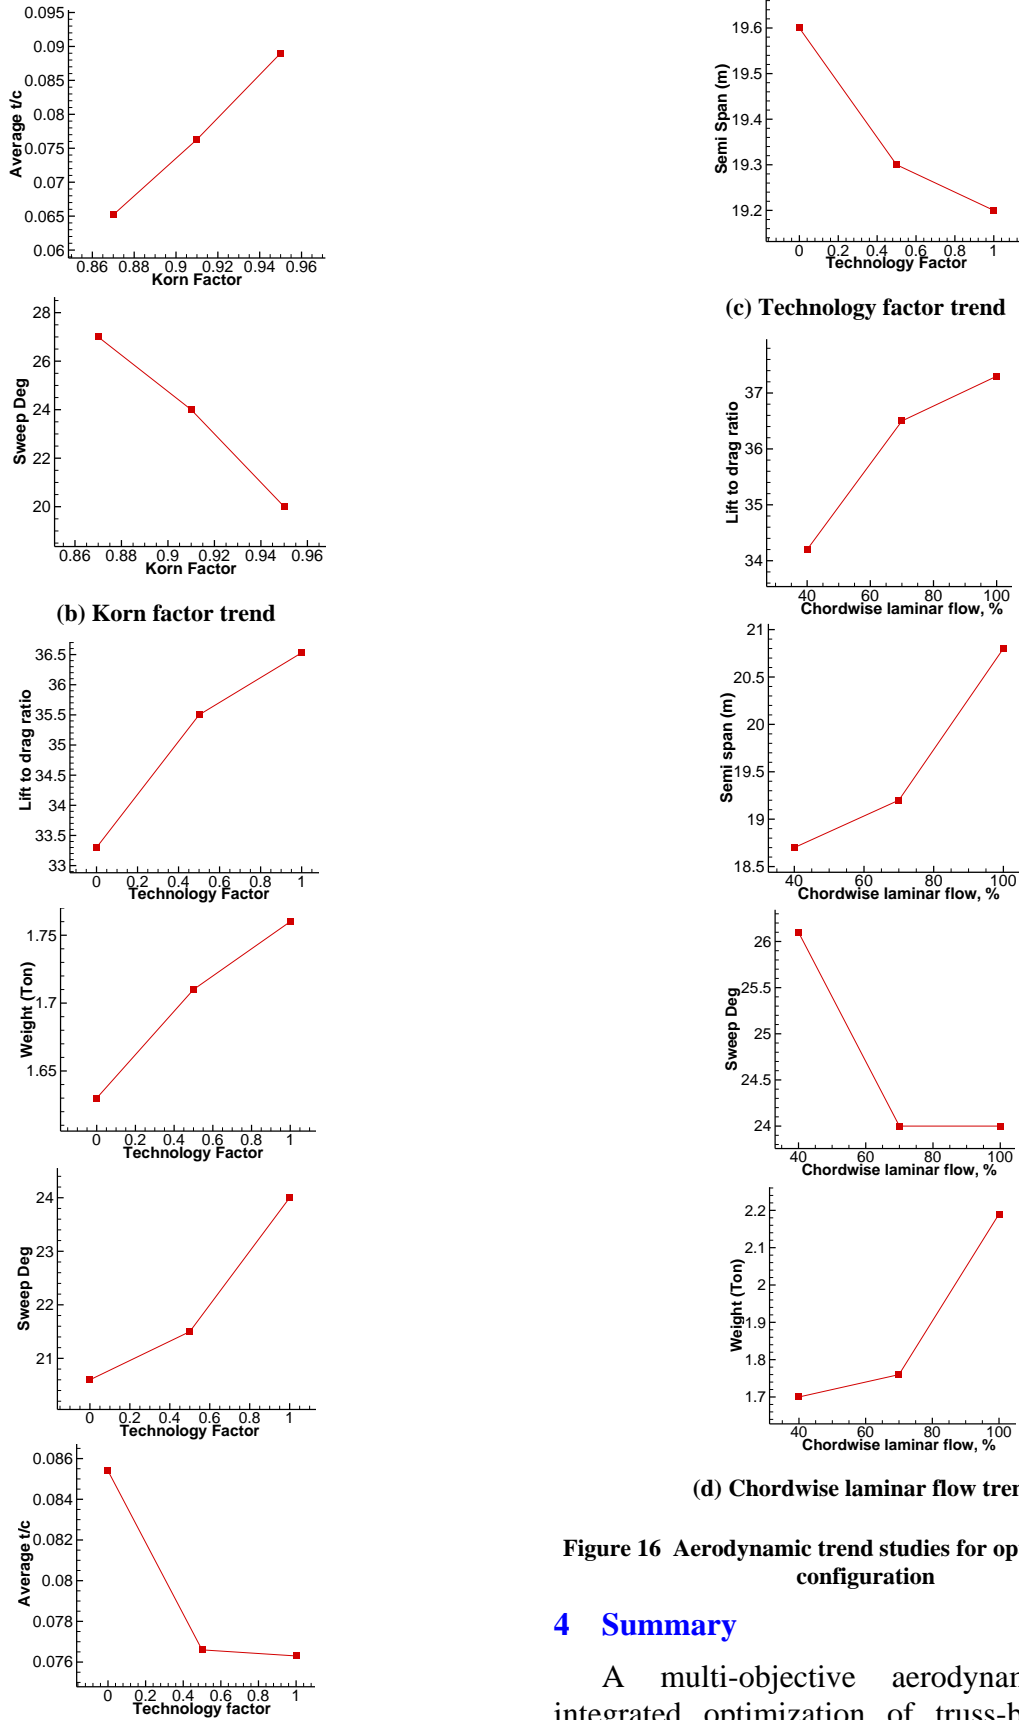 0.095
0.09
0.085
0.08
0.075
0.07
0.065
0.06
Average t/c
0.86 0.88 0.9 0.92 0.94 0.96
Korn Factor
28
26
24
22
20
Sweep Deg
0.86 0.88 0.9 0.92 0.94 0.96
Korn Factor
(b) Korn factor trend
36.5
36
35.5
35
34.5
34
33.5
33
Lift to drag ratio
0 0.2 0.4 0.6 0.8 1
Technology Factor
1.75
1.7
1.65
Weight (Ton)
0 0.2 0.4 0.6 0.8 1
Technology Factor
24
23
22
21
Sweep Deg
0 0.2 0.4 0.6 0.8 1
Technology Factor
0.086
0.084
0.082
0.08
0.078
0.076
Average t/c
0 0.2 0.4 0.6 0.8 1
Technology factor
19.6
19.5
19.4
19.3
19.2
Semi Span (m)
0 0.2 0.4 0.6 0.8 1
Technology Factor
(c) Technology factor trend
37
36
35
34
Lift to drag ratio
40 60 80 100
Chordwise laminar flow, %
21
20.5
20
19.5
19
18.5
Semi span (m)
40 60 80 100
Chordwise laminar flow, %
26
25.5
25
24.5
24
Sweep Deg
40 60 80 100
Chordwise laminar flow, %
2.2
2.1
2
1.9
1.8
1.7
Weight (Ton)
40 60 80 100
Chordwise laminar flow, %
(d) Chordwise laminar flow tren
Figure 16 Aerodynamic trend studies for op
configuration
4 Summary
A multi-objective aerodynam
integrated optimization of truss-b